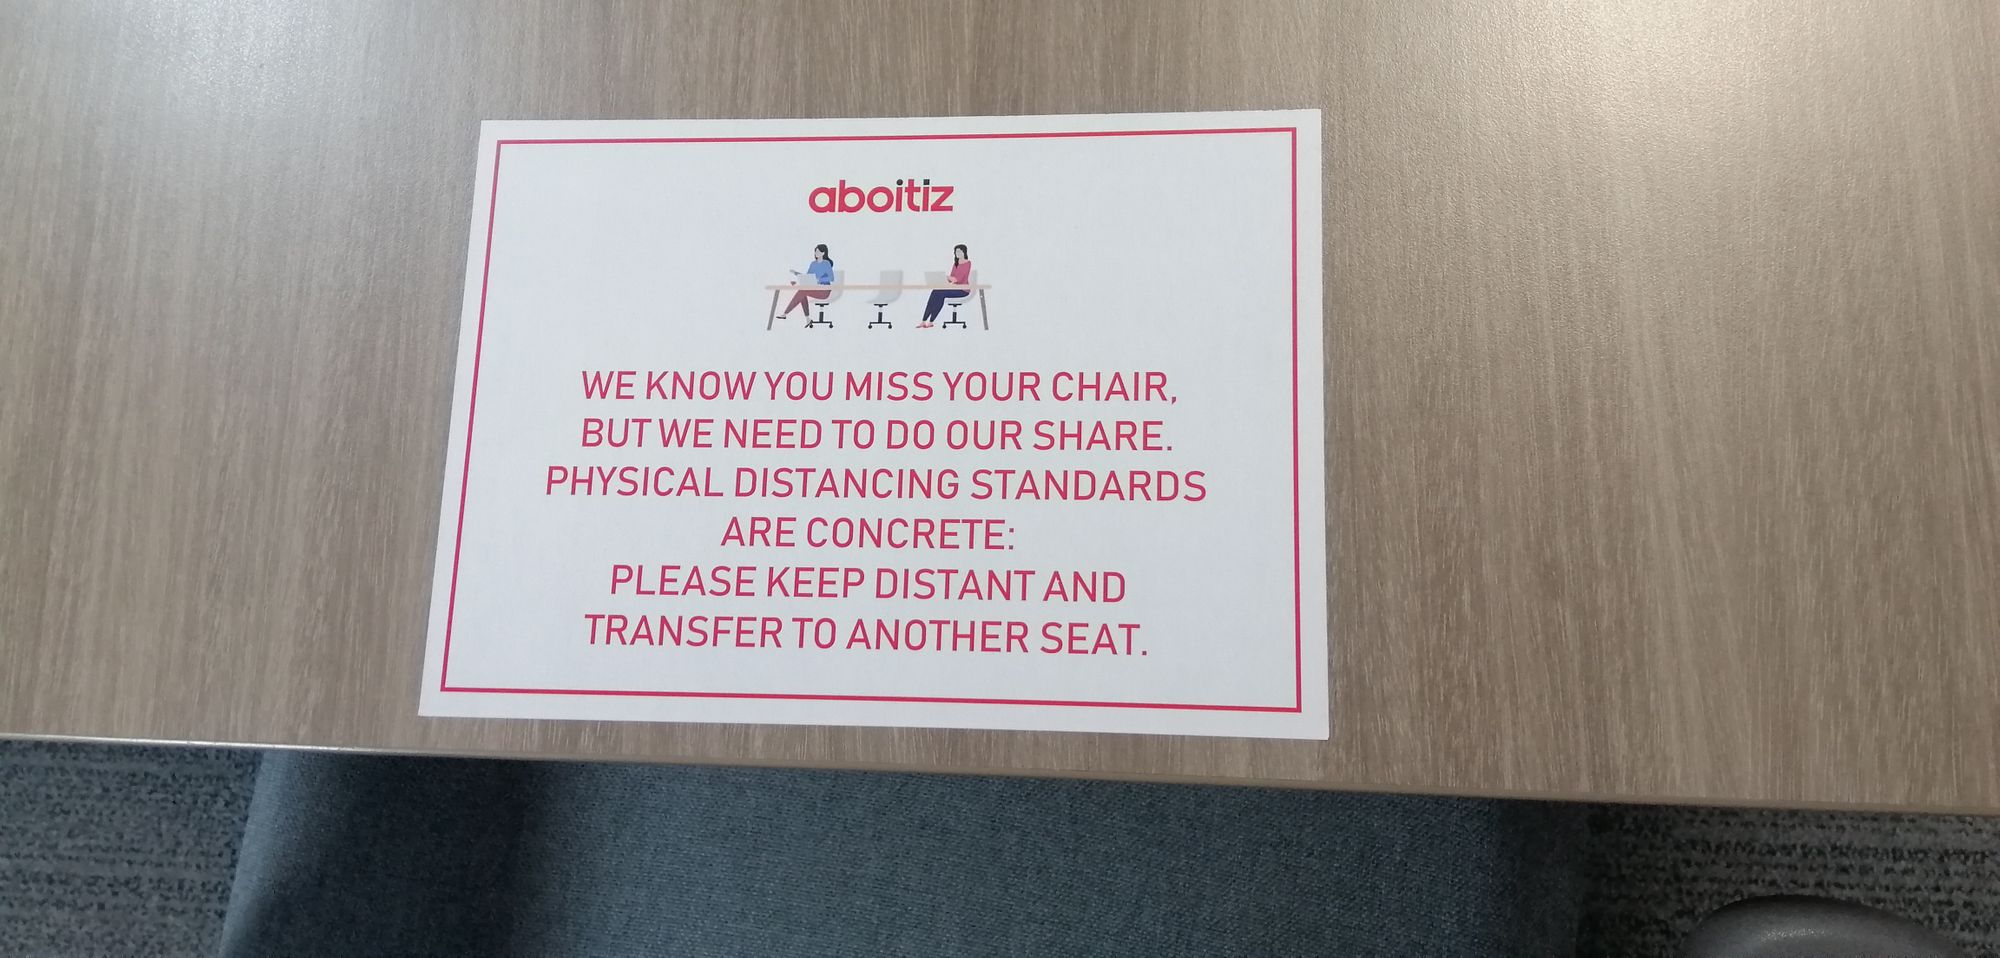 aboitiz
WE KNOW YOU MISS YOUR CHAIR,
BUT WE NEED TO DO OUR SHARE.
PHYSICAL DISTANCING STANDARDS
ARE CONCRETE:
PLEASE KEEP DISTANT AND
TRANSFER TO ANOTHER SEAT.